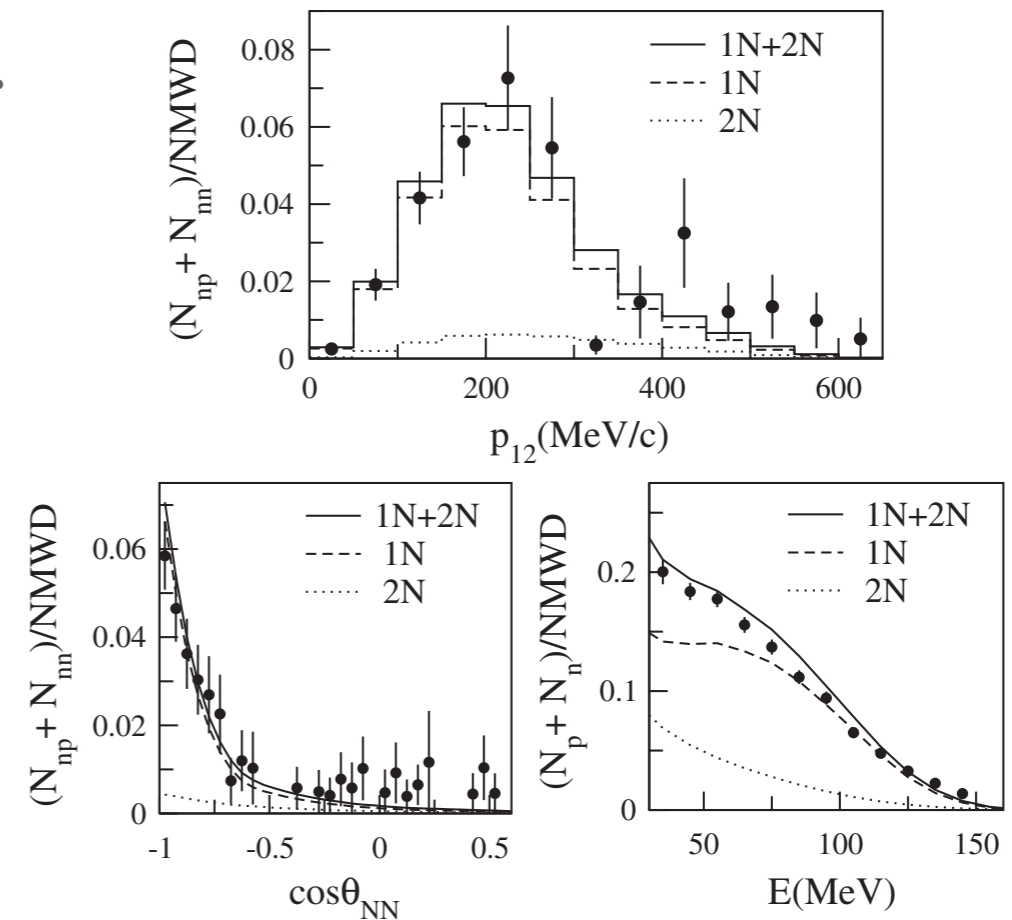 (N_np + N_nn)/NMWD
0.08
0.06
0.04
0.02
0
1N+2N
1N
2N
0 200 400 600
p_12(MeV/c)
(N_np + N_nn)/NMWD
0.06
0.04
0.02
0
1N+2N
1N
2N
-1 -0.5 0 0.5
cosθ_NN
(N_p + N_n)/NMWD
0.2
0.1
0
1N+2N
1N
2N
50 100 150
E(MeV)